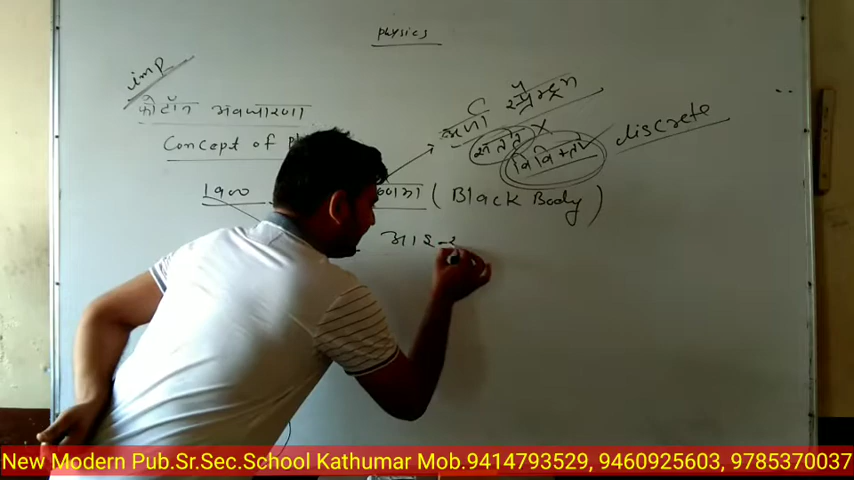 physics
imp
फोटॉन अवधारणा
Concept of
स्पेक्ट्रम
सतत X
विविक्त discrete
1900
(Black Body)
आइन्स
New Modern Pub.Sr.Sec.School Kathumar Mob.9414793529, 9460925603, 9785370037